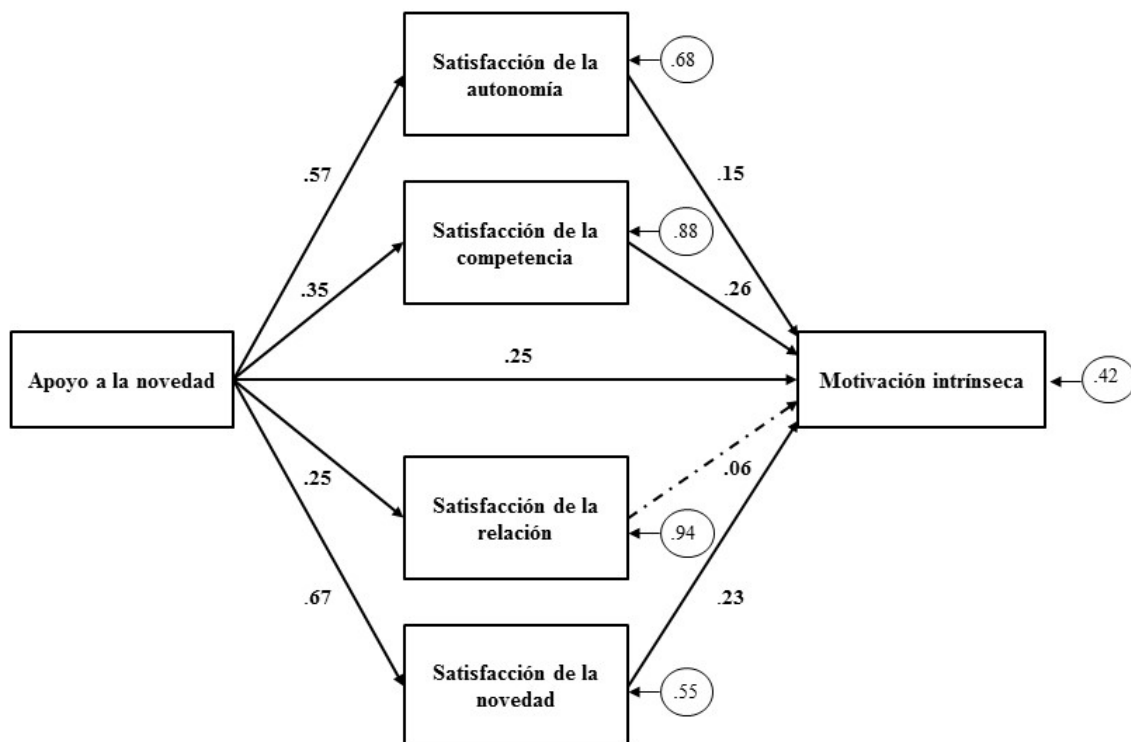 Satisfacción de la
autonomía
.68
.57
.15
Satisfacción de la
competencia
.88
.35
.26
Apoyo a la novedad
.25
Motivación intrínseca
.42
.25
Satisfacción de la
relación
.06
.94
.67
.23
Satisfacción de la
novedad
.55